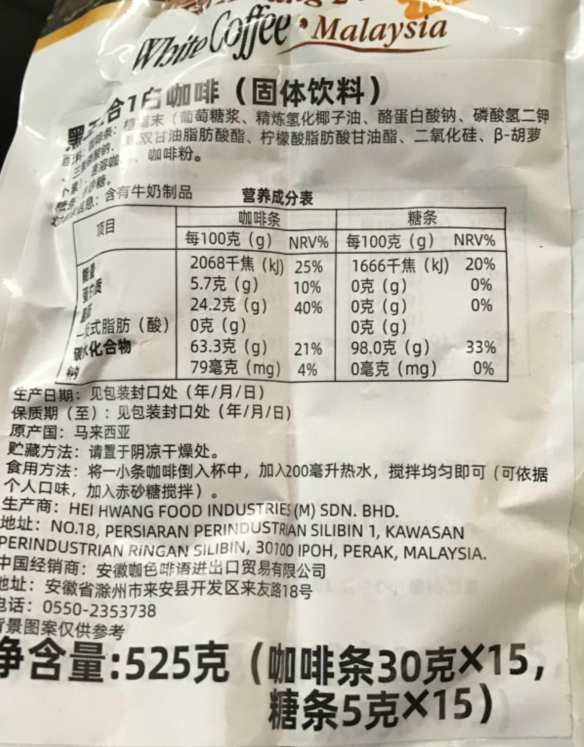 White Coffee • Malaysia
合1白咖啡（固体饮料）
末（葡萄糖浆、精炼氢化椰子油、酪蛋白酸钠、磷酸氢二钾
双甘油脂肪酸酯、柠檬酸脂肪酸甘油酯、二氧化硅、β-胡萝
咖啡粉。
糖。
信息：含有牛奶制品
营养成分表
项目 咖啡条 糖条
每100克（g） NRV% 每100克（g） NRV%
能量 2068千焦（kJ） 25% 1666千焦（kJ） 20%
蛋白质 5.7克（g） 10% 0克（g） 0%
24.2克（g） 40% 0克（g） 0%
式脂肪（酸） 0克（g） 0克（g）
碳水化合物 63.3克（g） 21% 98.0克（g） 33%
钠 79毫克（mg） 4% 0毫克（mg） 0%
生产日期：见包装封口处（年/月/日）
保质期（至）：见包装封口处（年/月/日）
原产国：马来西亚
贮藏方法：请置于阴凉干燥处。
食用方法：将一小条咖啡倒入杯中，加入200毫升热水，搅拌均匀即可（可依据
个人口味，加入赤砂糖搅拌）。
生产商：HEI HWANG FOOD INDUSTRIES (M) SDN. BHD.
地址：NO.18, PERSIARAN PERINDUSTRIAN SILIBIN 1, KAWASAN
PERINDUSTRIAN RINGAN SILIBIN, 30100 IPOH, PERAK, MALAYSIA.
中国经销商：安徽咖色啡语进出口贸易有限公司
地址：安徽省滁州市来安县开发区来友路18号
电话：0550-2353738
背景图案仅供参考
净含量:525克（咖啡条30克×15,
糖条5克×15）